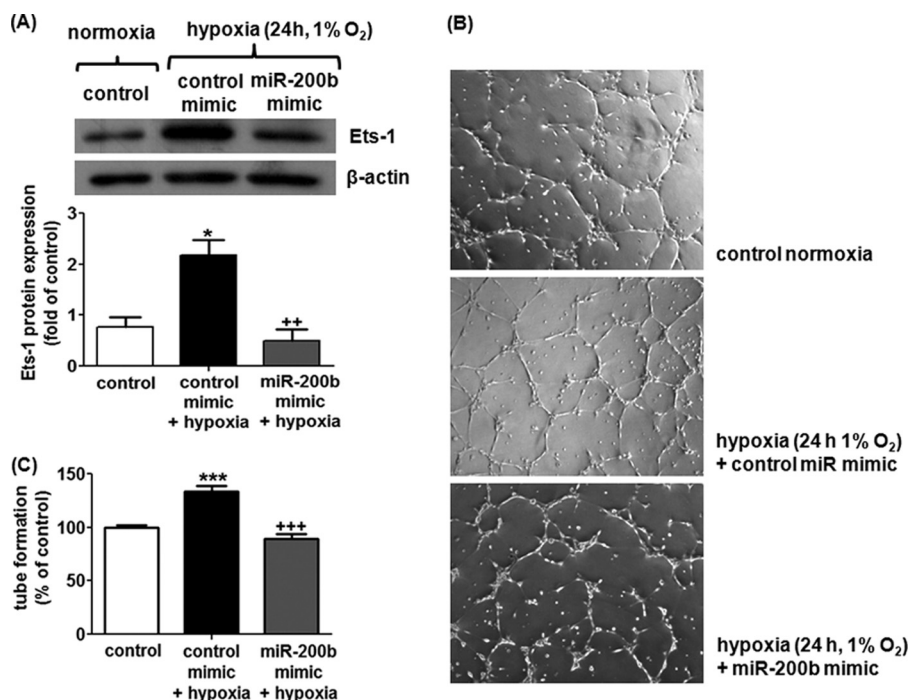 (A)
normoxia
hypoxia (24h, 1% O₂)
control
control
mimic
miR-200b
mimic
Ets-1
β-actin
Ets-1 protein expression
(fold of control)
3
2
1
0
*
++
control
control
mimic
+ hypoxia
miR-200b
mimic
+ hypoxia
(B)
control normoxia
hypoxia (24 h 1% O₂)
+ control miR mimic
hypoxia (24 h, 1% O₂)
+ miR-200b mimic
(C)
tube formation
(% of control)
150
100
50
0
***
+++
control
control
mimic
+ hypoxia
miR-200b
mimic
+ hypoxia